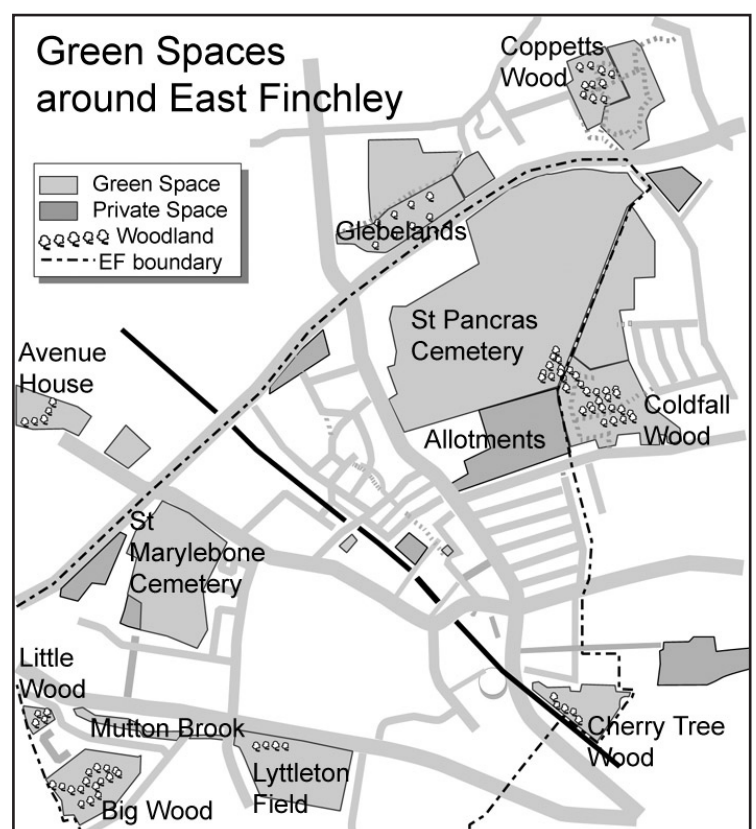 Green Spaces
around East Finchley
Coppetts
Wood
Green Space
Private Space
Woodland
EF boundary
Glebelands
St Pancras
Cemetery
Avenue
House
Coldfall
Wood
Allotments
St
Marylebone
Cemetery
Little
Wood
Mutton Brook
Cherry Tree
Wood
Lyttleton
Field
Big Wood